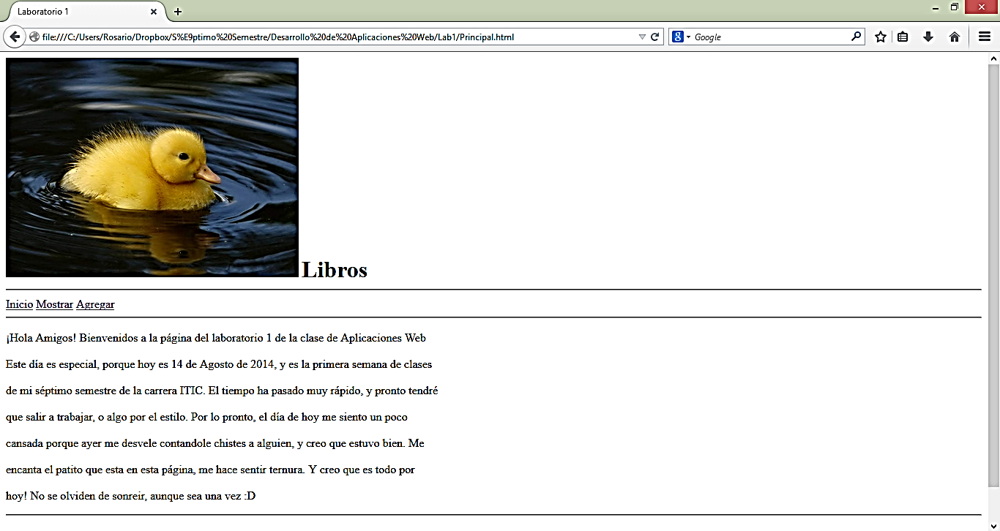 Laboratorio 1
file:///C:/Users/Rosario/Dropbox/S%E9ptimo%20Semestre/Desarrollo%20de%20Aplicaciones%20Web/Lab1/Principal.html
Google
Libros
Inicio Mostrar Agregar
¡Hola Amigos! Bienvenidos a la página del laboratorio 1 de la clase de Aplicaciones Web
Este día es especial, porque hoy es 14 de Agosto de 2014, y es la primera semana de clases
de mi séptimo semestre de la carrera ITIC. El tiempo ha pasado muy rápido, y pronto tendré
que salir a trabajar, o algo por el estilo. Por lo pronto, el día de hoy me siento un poco
cansada porque ayer me desvele contandole chistes a alguien, y creo que estuvo bien. Me
encanta el patito que esta en esta página, me hace sentir ternura. Y creo que es todo por
hoy! No se olviden de sonreir, aunque sea una vez :D